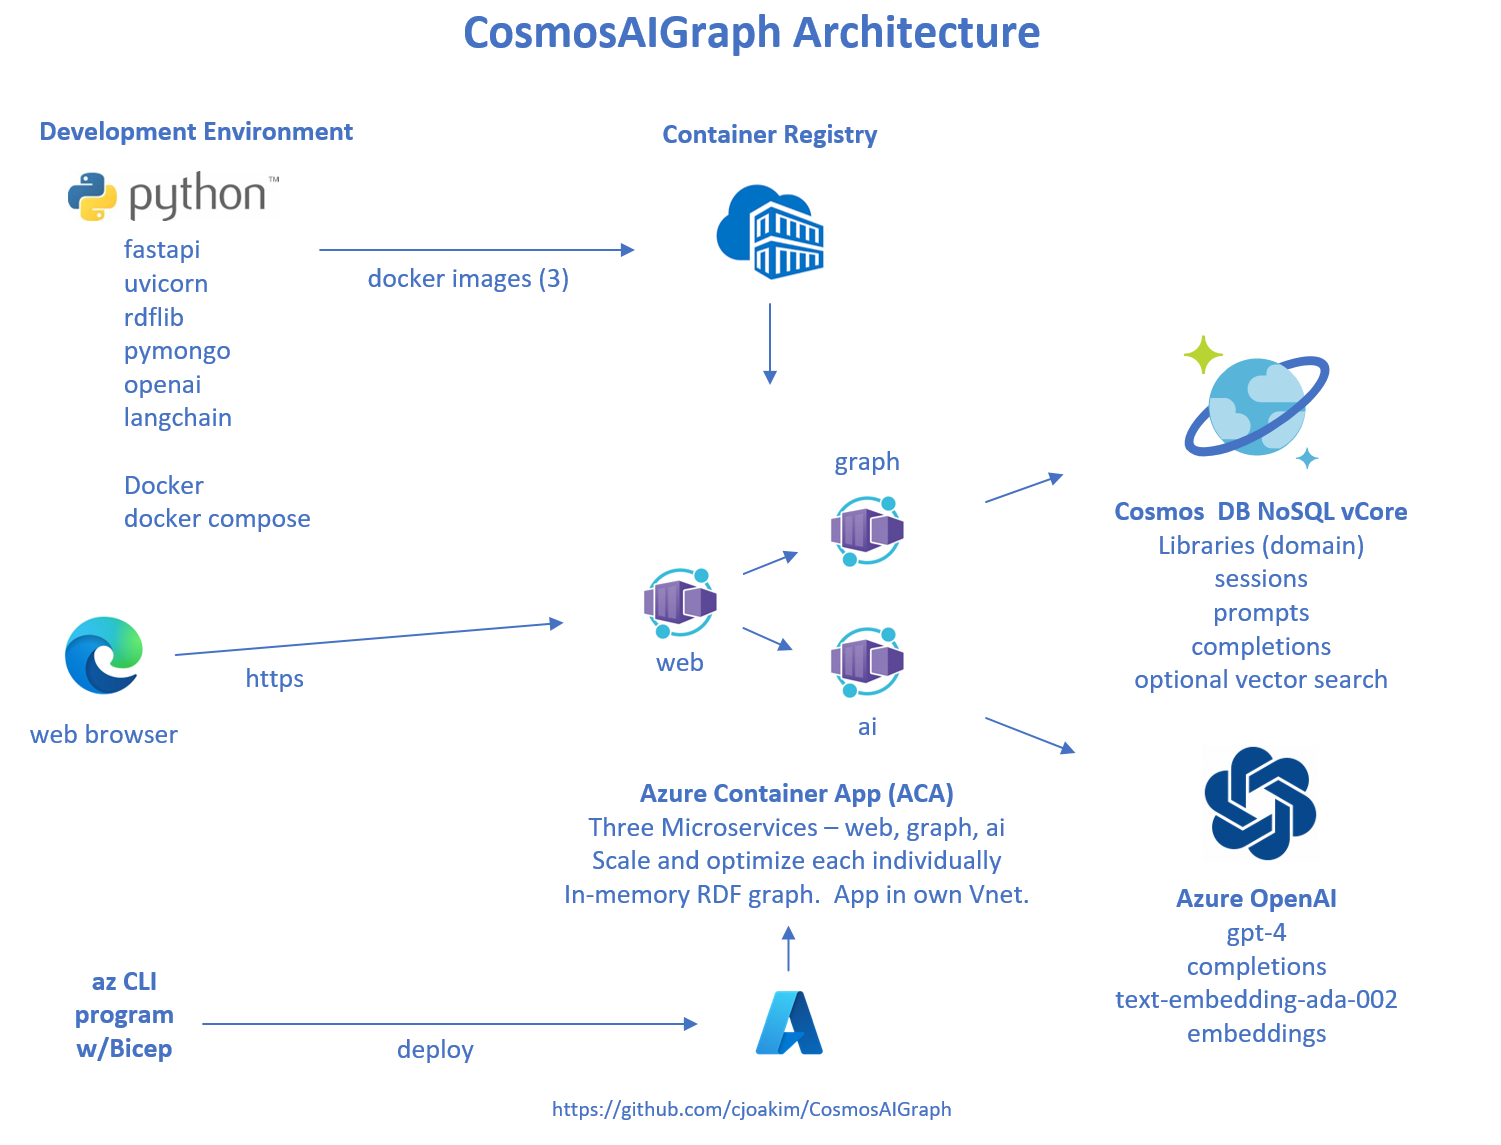 CosmosAIGraph Architecture
Development Environment
python™
fastapi
uvicorn
rdflib
pymongo
openai
langchain
Docker
docker compose
docker images (3)
Container Registry
web browser
https
web
graph
ai
Azure Container App (ACA)
Three Microservices – web, graph, ai
Scale and optimize each individually
In-memory RDF graph.  App in own Vnet.
Cosmos  DB NoSQL vCore
Libraries (domain)
sessions
prompts
completions
optional vector search
Azure OpenAI
gpt-4
completions
text-embedding-ada-002
embeddings
az CLI
program
w/Bicep
deploy
https://github.com/cjoakim/CosmosAIGraph